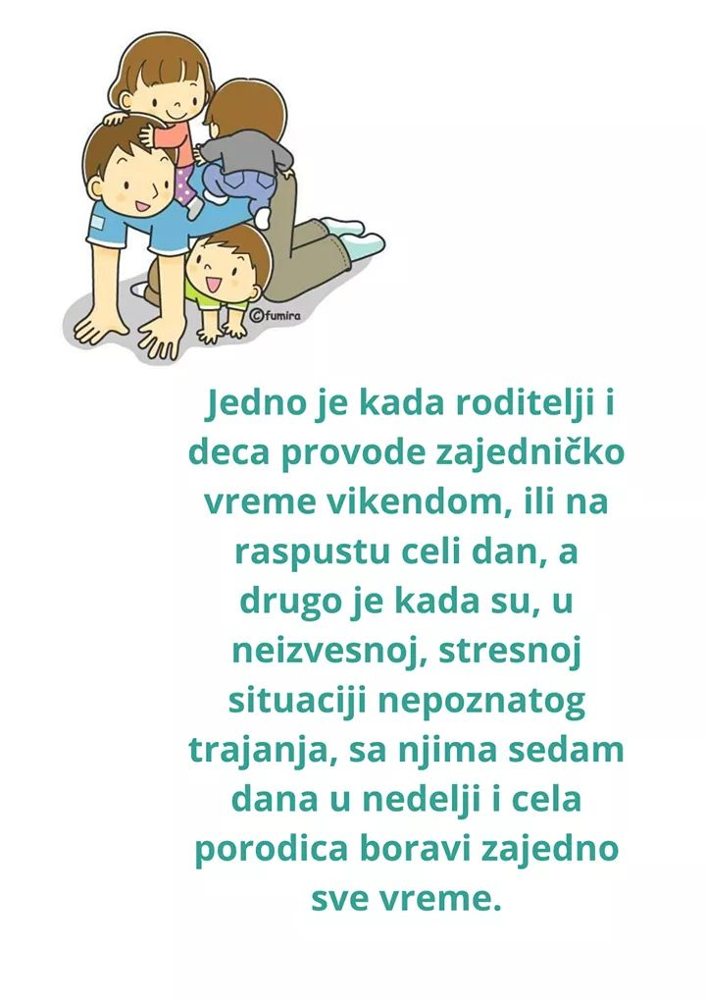 ©fumira
Jedno je kada roditelji i
deca provode zajedničko
vreme vikendom, ili na
raspustu celi dan, a
drugo je kada su, u
neizvesnoj, stresnoj
situaciji nepoznatog
trajanja, sa njima sedam
dana u nedelji i cela
porodica boravi zajedno
sve vreme.